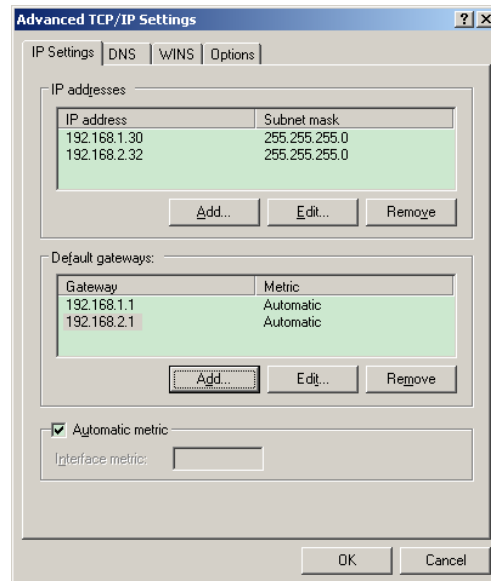 Advanced TCP/IP Settings ? X
IP Settings DNS WINS Options
IP addresses
IP address Subnet mask
192.168.1.30 255.255.255.0
192.168.2.32 255.255.255.0
Add... Edit... Remove
Default gateways:
Gateway Metric
192.168.1.1 Automatic
192.168.2.1 Automatic
Add... Edit... Remove
Automatic metric
Interface metric:
OK Cancel